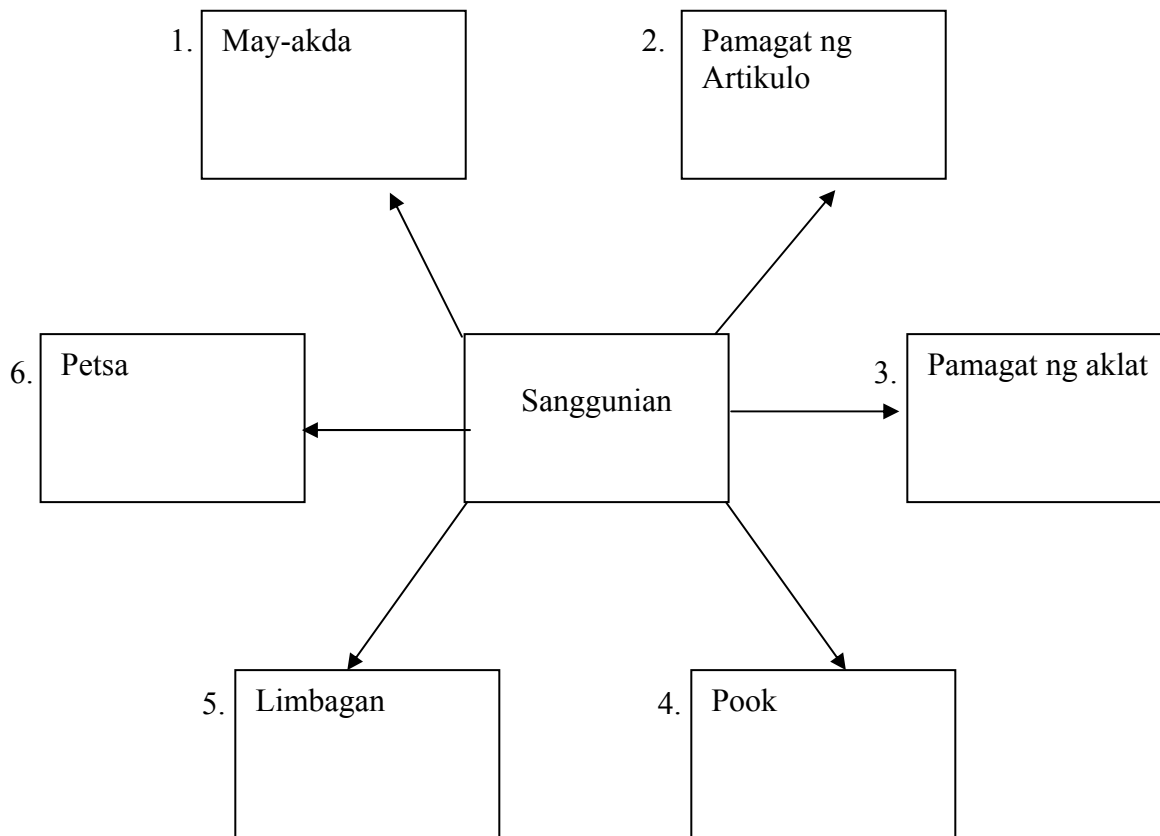 1. May-akda
2. Pamagat ng
Artikulo
6. Petsa
Sanggunian
3. Pamagat ng aklat
5. Limbagan
4. Pook